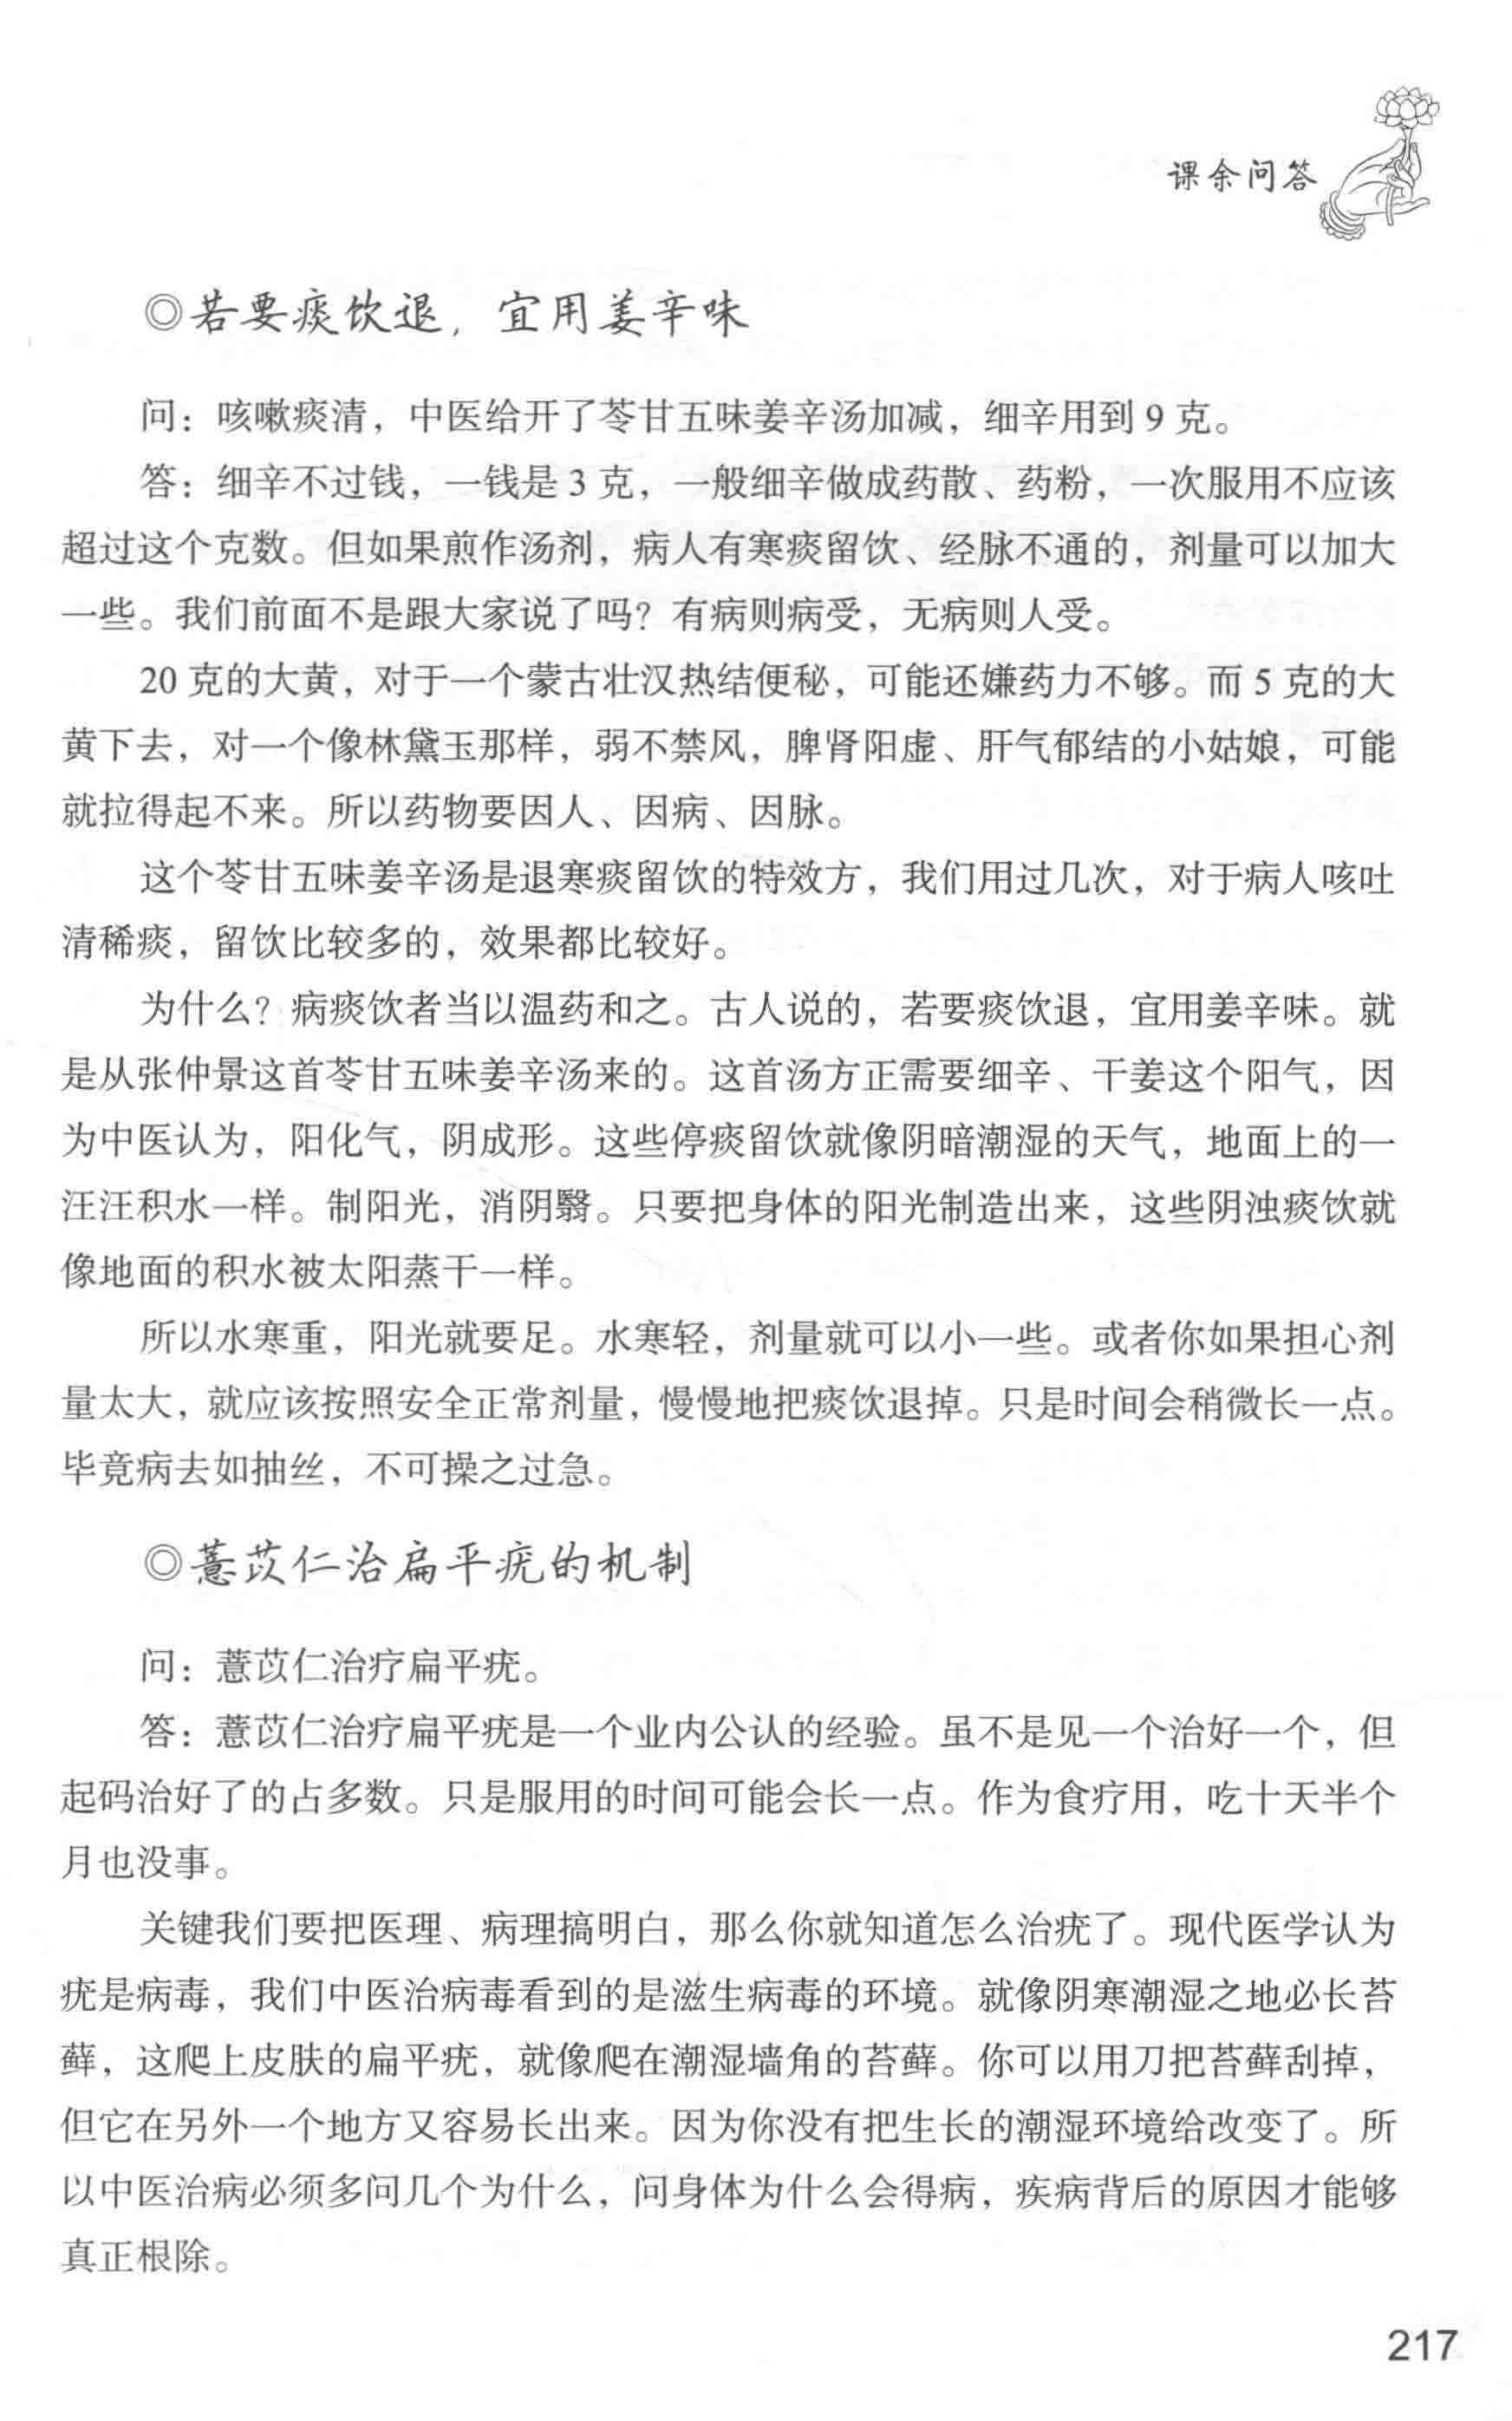 课余问答
◎若要痰饮退，宜用姜辛味
问：咳嗽痰清，中医给开了苓甘五味姜辛汤加减，细辛用到9克。
答：细辛不过钱，一钱是3克，一般细辛做成药散、药粉，一次服用不应该
超过这个克数。但如果煎作汤剂，病人有寒痰留饮、经脉不通的，剂量可以加大
一些。我们前面不是跟大家说了吗？有病则病受，无病则人受。
20克的大黄，对于一个蒙古壮汉热结便秘，可能还嫌药力不够。而5克的大
黄下去，对一个像林黛玉那样，弱不禁风，脾肾阳虚、肝气郁结的小姑娘，可能
就拉得起不来。所以药物要因人、因病、因脉。
这个苓甘五味姜辛汤是退寒痰留饮的特效方，我们用过几次，对于病人咳吐
清稀痰，留饮比较多的，效果都比较好。
为什么？病痰饮者当以温药和之。古人说的，若要痰饮退，宜用姜辛味。就
是从张仲景这首苓甘五味姜辛汤来的。这首汤方正需要细辛、干姜这个阳气，因
为中医认为，阳化气，阴成形。这些停痰留饮就像阴暗潮湿的天气，地面上的一
汪汪积水一样。制阳光，消阴翳。只要把身体的阳光制造出来，这些阴浊痰饮就
像地面的积水被太阳蒸干一样。
所以水寒重，阳光就要足。水寒轻，剂量就可以小一些。或者你如果担心剂
量太大，就应该按照安全正常剂量，慢慢地把痰饮退掉。只是时间会稍微长一点。
毕竟病去如抽丝，不可操之过急。
◎薏苡仁治扁平疣的机制
问：薏苡仁治疗扁平疣。
答：薏苡仁治疗扁平疣是一个业内公认的经验。虽不是见一个治好一个，但
起码治好了的占多数。只是服用的时间可能会长一点。作为食疗用，吃十天半个
月也没事。
关键我们要把医理、病理搞明白，那么你就知道怎么治疣了。现代医学认为
疣是病毒，我们中医治病毒看到的是滋生病毒的环境。就像阴寒潮湿之地必长苔
藓，这爬上皮肤的扁平疣，就像爬在潮湿墙角的苔藓。你可以用刀把苔藓刮掉，
但它在另外一个地方又容易长出来。因为你没有把生长的潮湿环境给改变了。所
以中医治病必须多问几个为什么，问身体为什么会得病，疾病背后的原因才能够
真正根除。
217